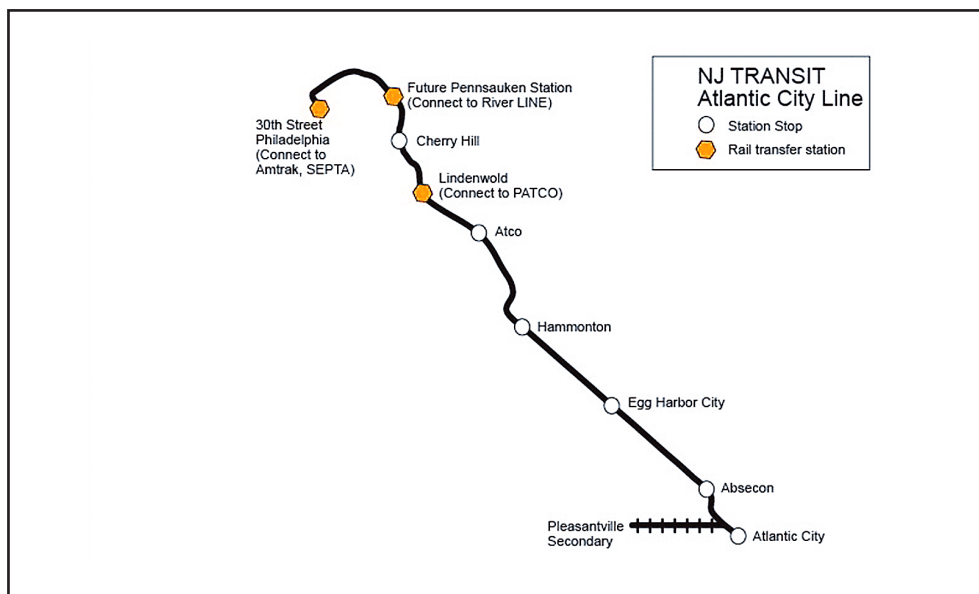 NJ TRANSIT
Atlantic City Line
Station Stop
Rail transfer station
Future Pennsauken Station
(Connect to River LINE)
30th Street
Philadelphia
(Connect to
Amtrak, SEPTA)
Cherry Hill
Lindenwold
(Connect to PATCO)
Atco
Hammonton
Egg Harbor City
Absecon
Pleasantville
Secondary
Atlantic City